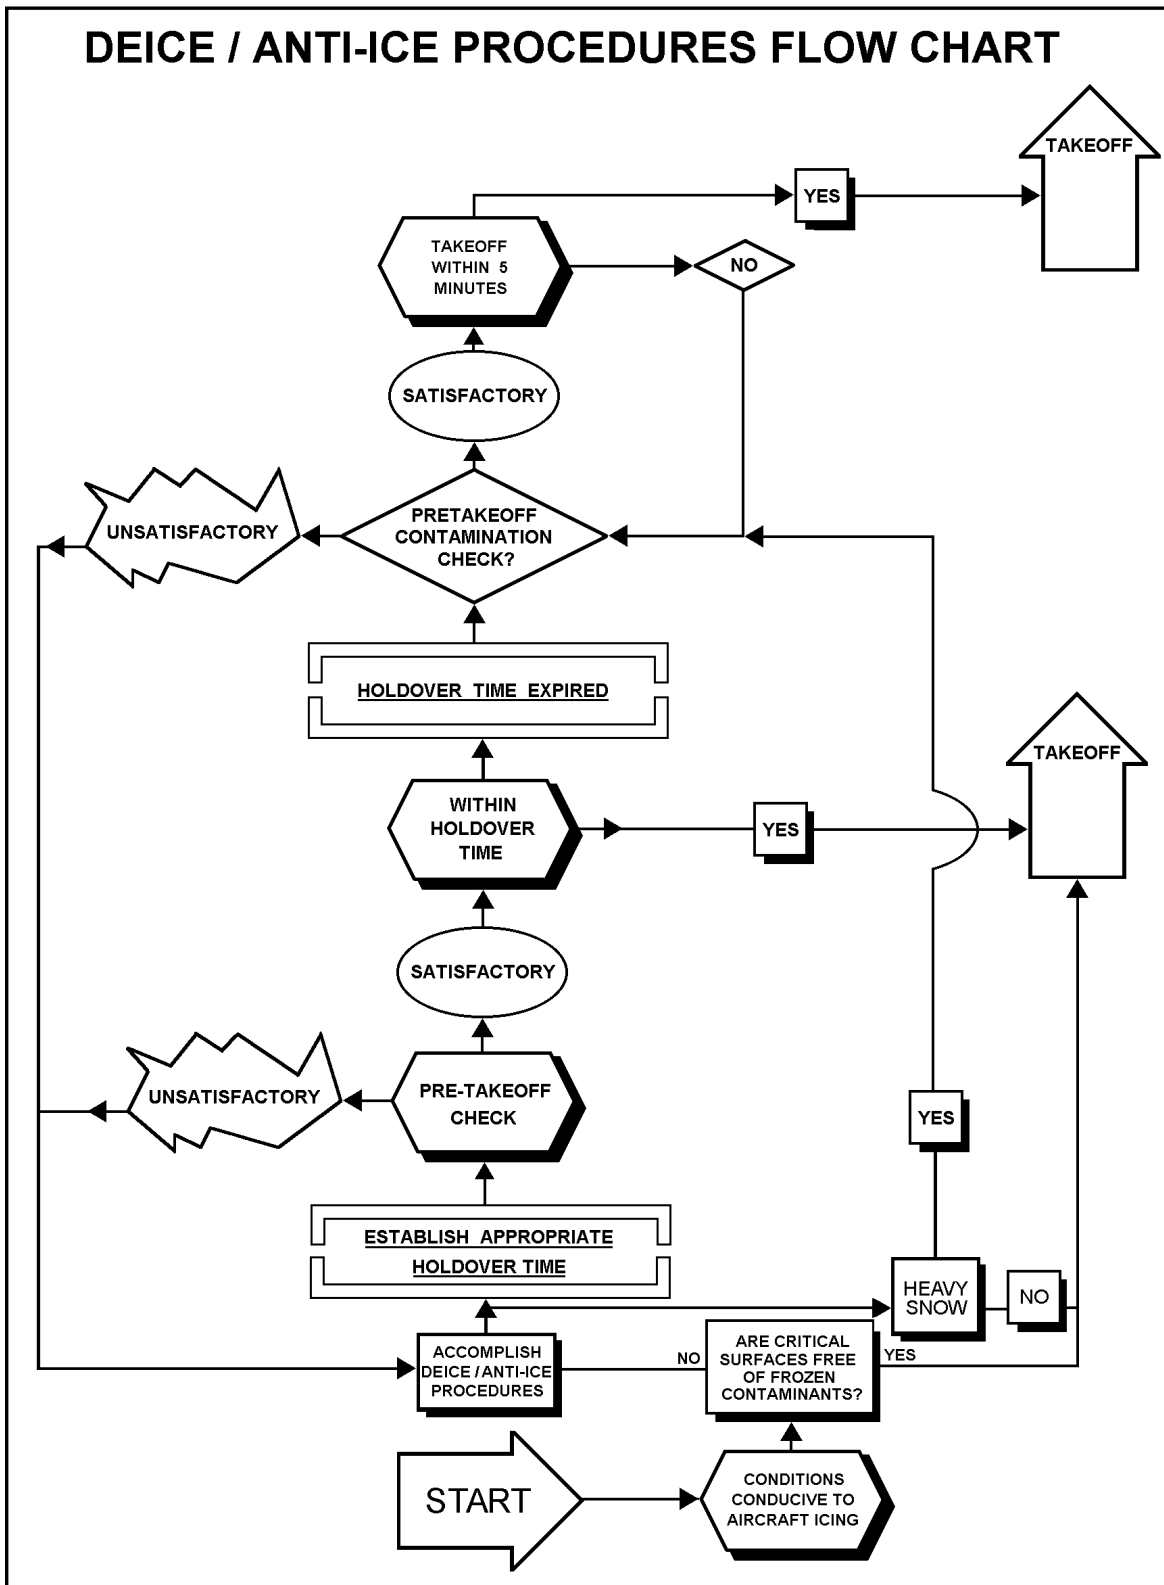 DEICE / ANTI-ICE PROCEDURES FLOW CHART
TAKEOFF
YES
TAKEOFF
WITHIN 5
MINUTES
NO
SATISFACTORY
UNSATISFACTORY
PRETAKEOFF
CONTAMINATION
CHECK?
HOLDOVER TIME EXPIRED
TAKEOFF
WITHIN
HOLDOVER
TIME
YES
SATISFACTORY
UNSATISFACTORY
PRE-TAKEOFF
CHECK
YES
ESTABLISH APPROPRIATE
HOLDOVER TIME
HEAVY
SNOW
NO
ACCOMPLISH
DEICE / ANTI-ICE
PROCEDURES
NO
ARE CRITICAL
SURFACES FREE
OF FROZEN
CONTAMINANTS?
YES
START
CONDITIONS
CONDUCIVE TO
AIRCRAFT ICING